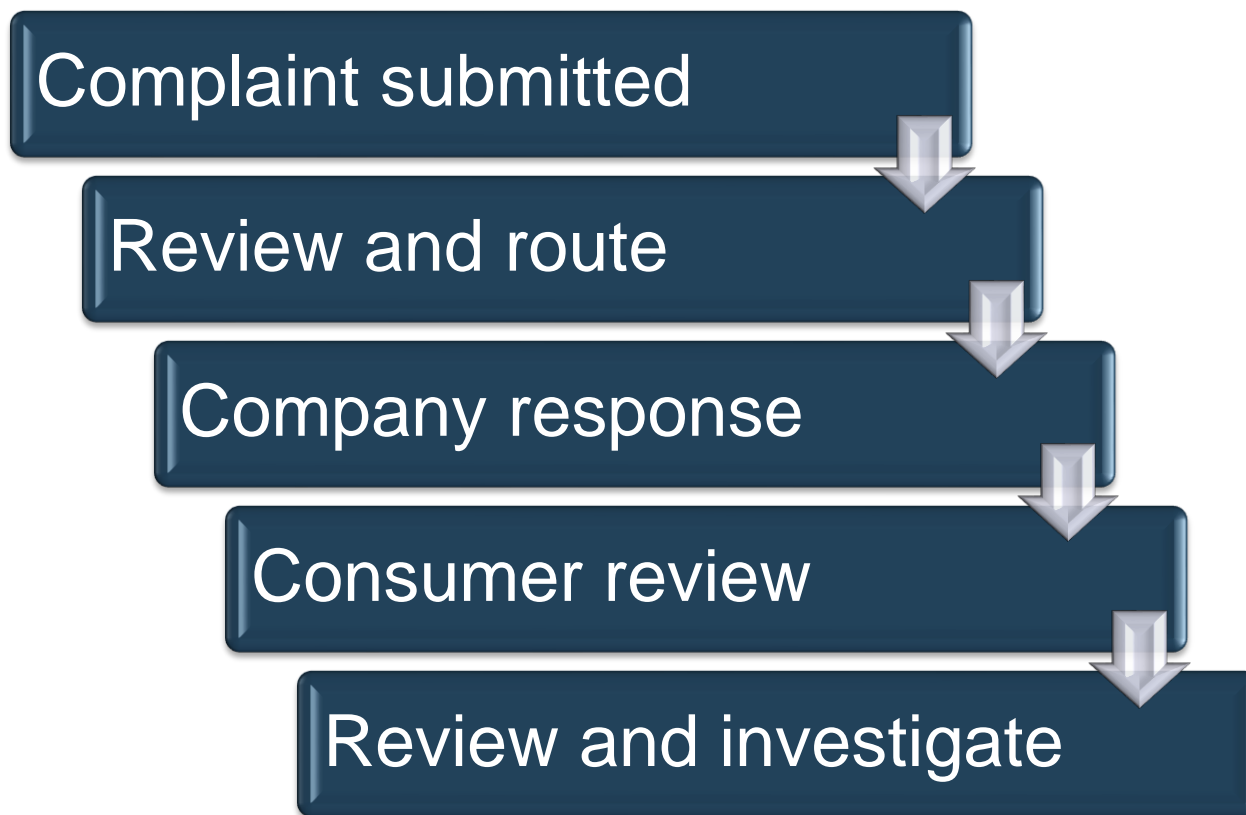 Complaint submitted
Review and route
Company response
Consumer review
Review and investigate